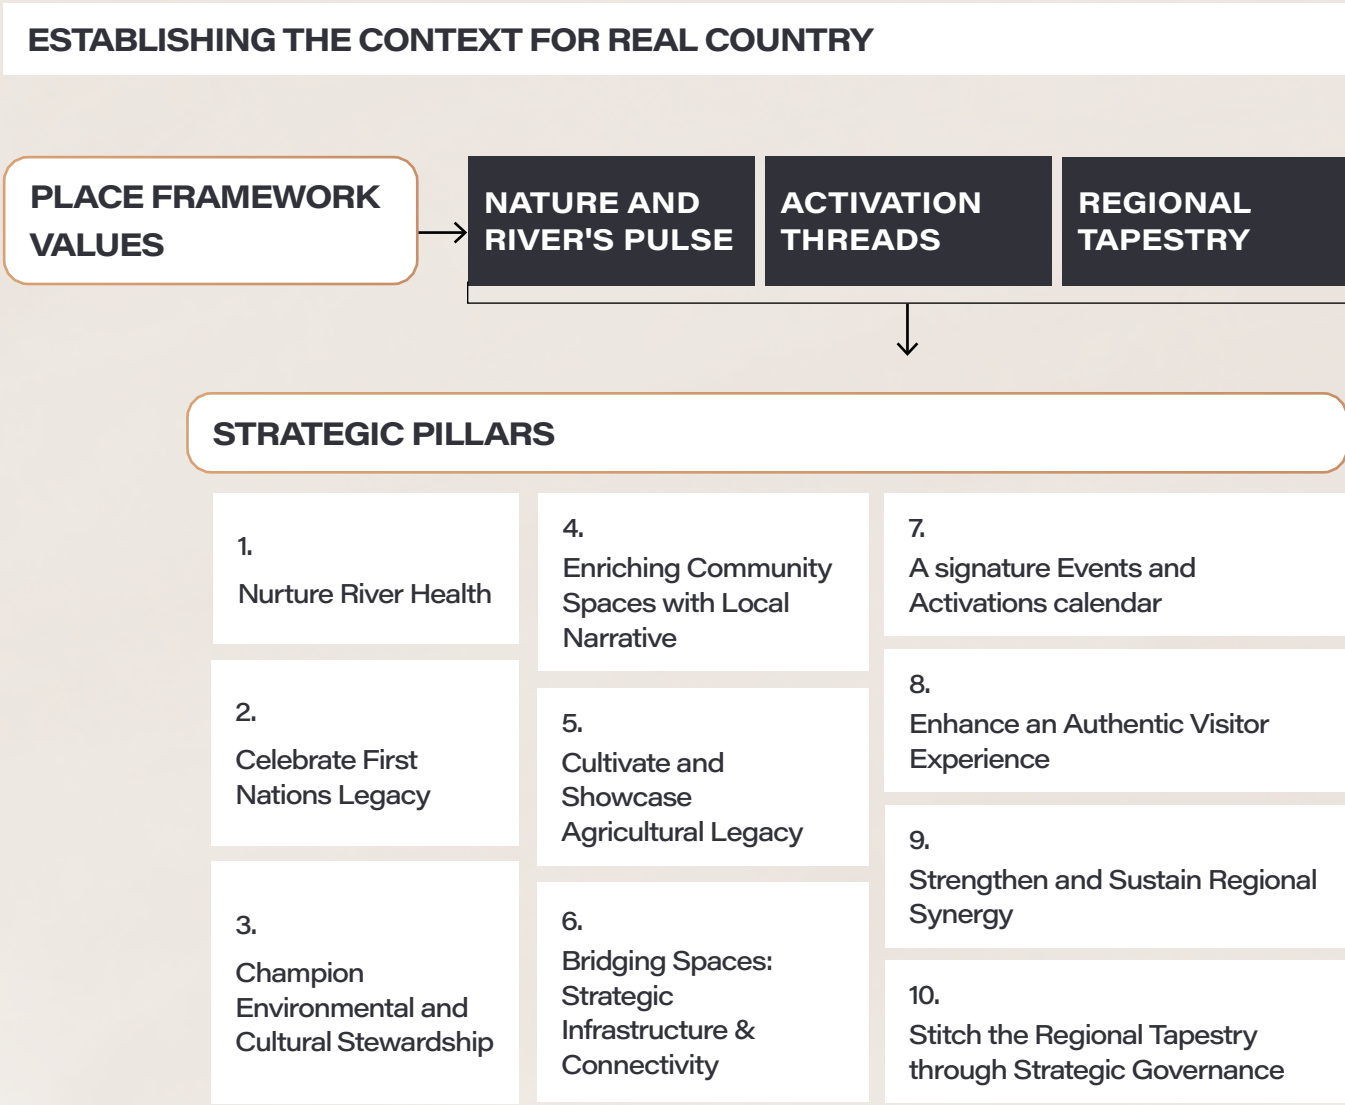 ESTABLISHING THE CONTEXT FOR REAL COUNTRY
PLACE FRAMEWORK
VALUES
NATURE AND
RIVER'S PULSE
ACTIVATION
THREADS
REGIONAL
TAPESTRY
STRATEGIC PILLARS
1.
Nurture River Health
2.
Celebrate First
Nations Legacy
3.
Champion
Environmental and
Cultural Stewardship
4.
Enriching Community
Spaces with Local
Narrative
5.
Cultivate and
Showcase
Agricultural Legacy
6.
Bridging Spaces:
Strategic
Infrastructure &
Connectivity
7.
A signature Events and
Activations calendar
8.
Enhance an Authentic Visitor
Experience
9.
Strengthen and Sustain Regional
Synergy
10.
Stitch the Regional Tapestry
through Strategic Governance